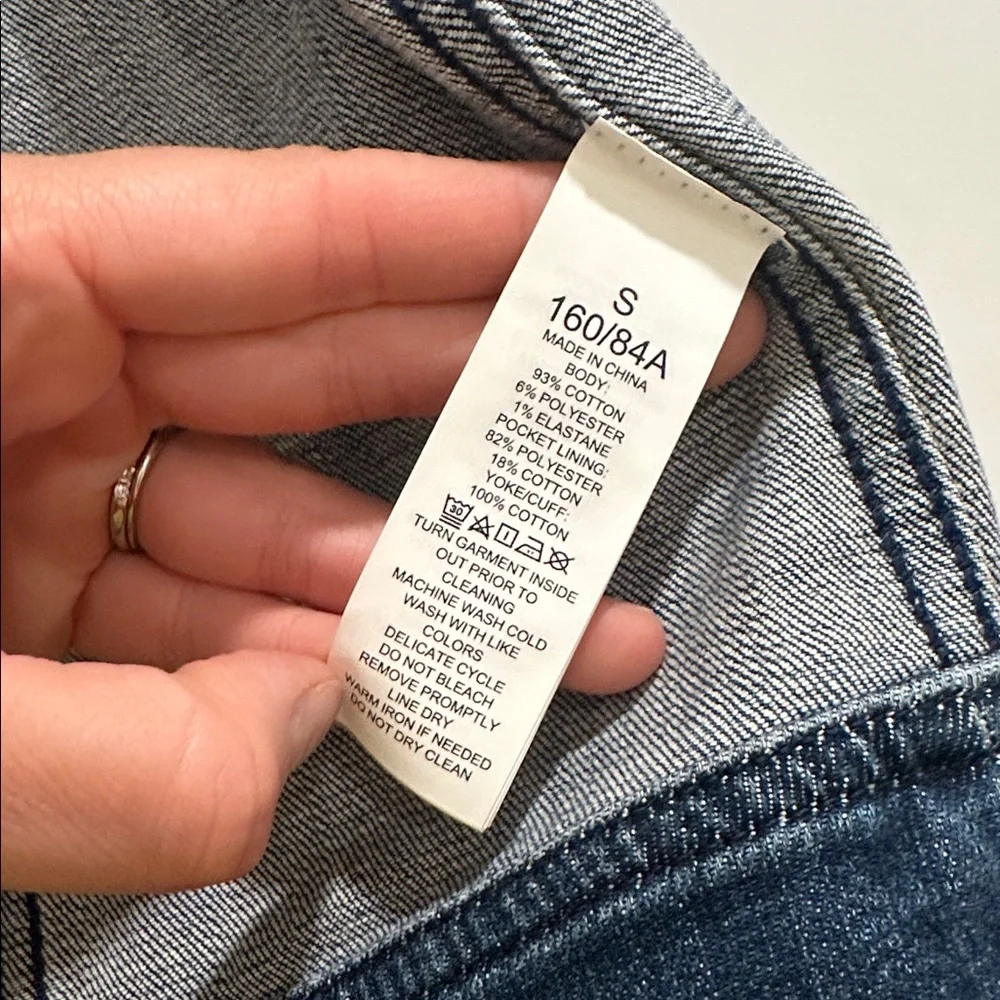 S
160/84A
MADE IN CHINA
BODY:
93% COTTON
6% POLYESTER
1% ELASTANE
POCKET LINING:
82% POLYESTER
18% COTTON
YOKE/CUFF:
100% COTTON
30
TURN GARMENT INSIDE
OUT PRIOR TO
CLEANING
MACHINE WASH COLD
WASH WITH LIKE
COLORS
DELICATE CYCLE
DO NOT BLEACH
REMOVE PROMPTLY
LINE DRY
WARM IRON IF NEEDED
DO NOT DRY CLEAN